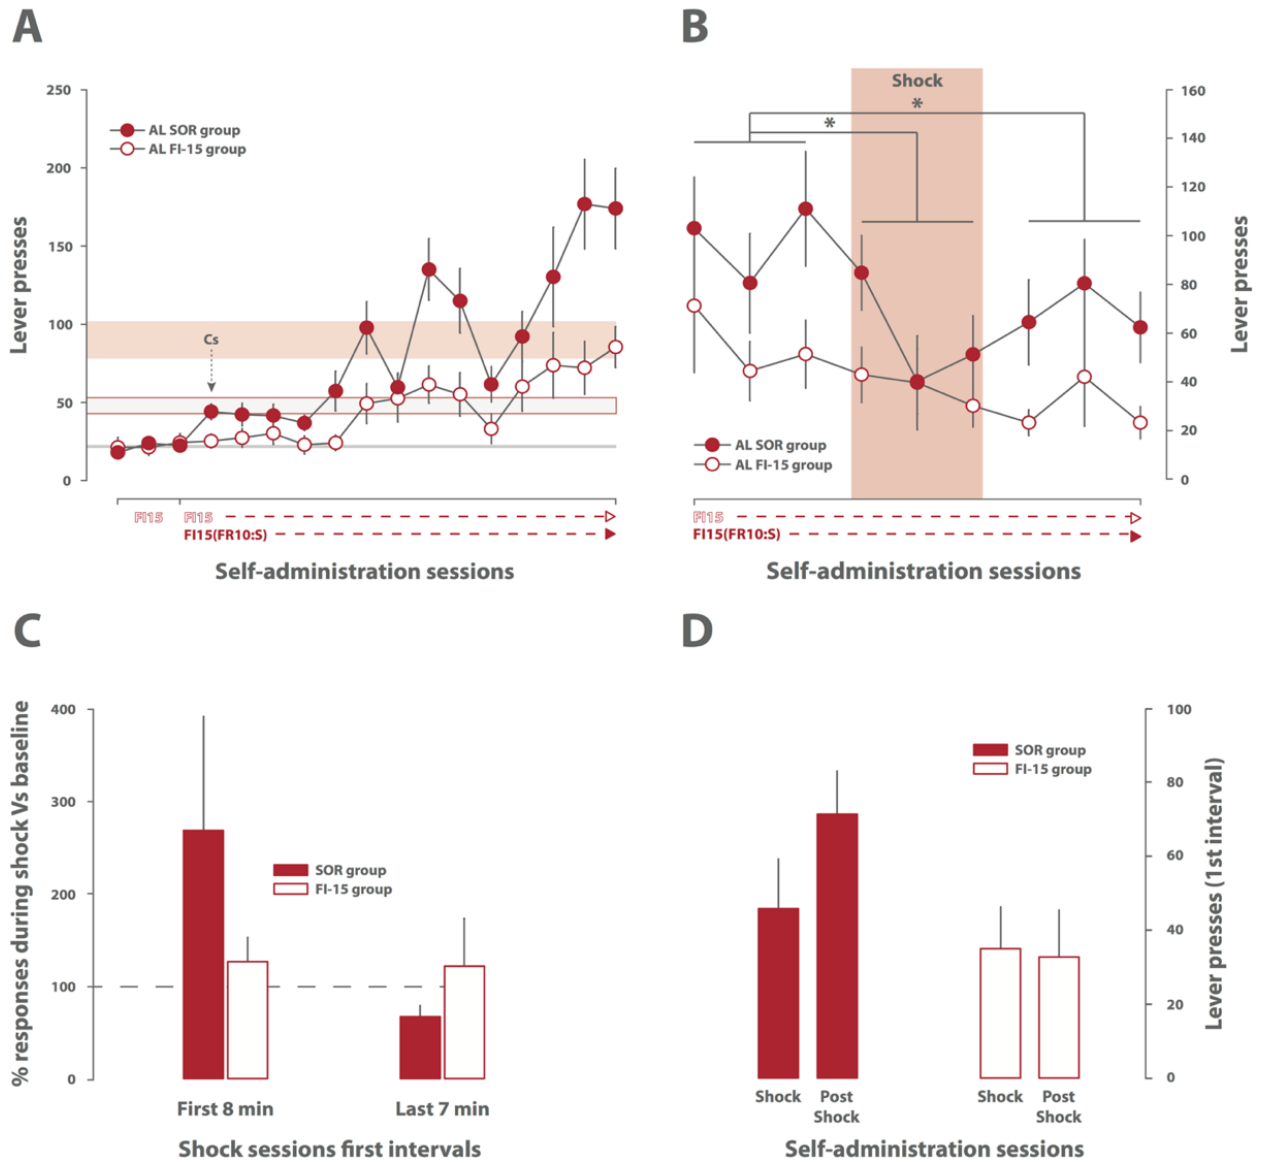 A
250
200
150
100
50
0
Lever presses
AL SOR group
AL FI-15 group
Cs
FI15
FI15
FI15(FR10:S)
Self-administration sessions
B
Shock
*
*
160
140
120
100
80
60
40
20
0
Lever presses
AL SOR group
AL FI-15 group
FI15
FI15(FR10:S)
Self-administration sessions
C
400
300
200
100
0
% responses during shock Vs baseline
SOR group
FI-15 group
First 8 min
Last 7 min
Shock sessions first intervals
D
100
80
60
40
20
0
Lever presses (1st interval)
SOR group
FI-15 group
Shock
Post
Shock
Shock
Post
Shock
Self-administration sessions